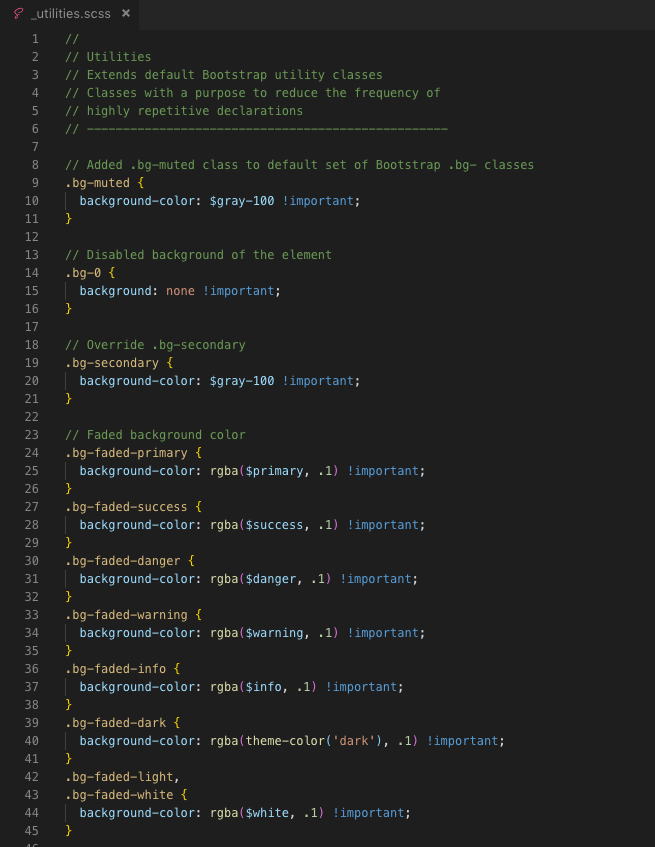 _utilities.scss ×
1 //
2 // Utilities
3 // Extends default Bootstrap utility classes
4 // Classes with a purpose to reduce the frequency of
5 // highly repetitive declarations
6 // --------------------------------------------------
7
8 // Added .bg-muted class to default set of Bootstrap .bg- classes
9 .bg-muted {
10 background-color: $gray-100 !important;
11 }
12
13 // Disabled background of the element
14 .bg-0 {
15 background: none !important;
16 }
17
18 // Override .bg-secondary
19 .bg-secondary {
20 background-color: $gray-100 !important;
21 }
22
23 // Faded background color
24 .bg-faded-primary {
25 background-color: rgba($primary, .1) !important;
26 }
27 .bg-faded-success {
28 background-color: rgba($success, .1) !important;
29 }
30 .bg-faded-danger {
31 background-color: rgba($danger, .1) !important;
32 }
33 .bg-faded-warning {
34 background-color: rgba($warning, .1) !important;
35 }
36 .bg-faded-info {
37 background-color: rgba($info, .1) !important;
38 }
39 .bg-faded-dark {
40 background-color: rgba(theme-color('dark'), .1) !important;
41 }
42 .bg-faded-light,
43 .bg-faded-white {
44 background-color: rgba($white, .1) !important;
45 }